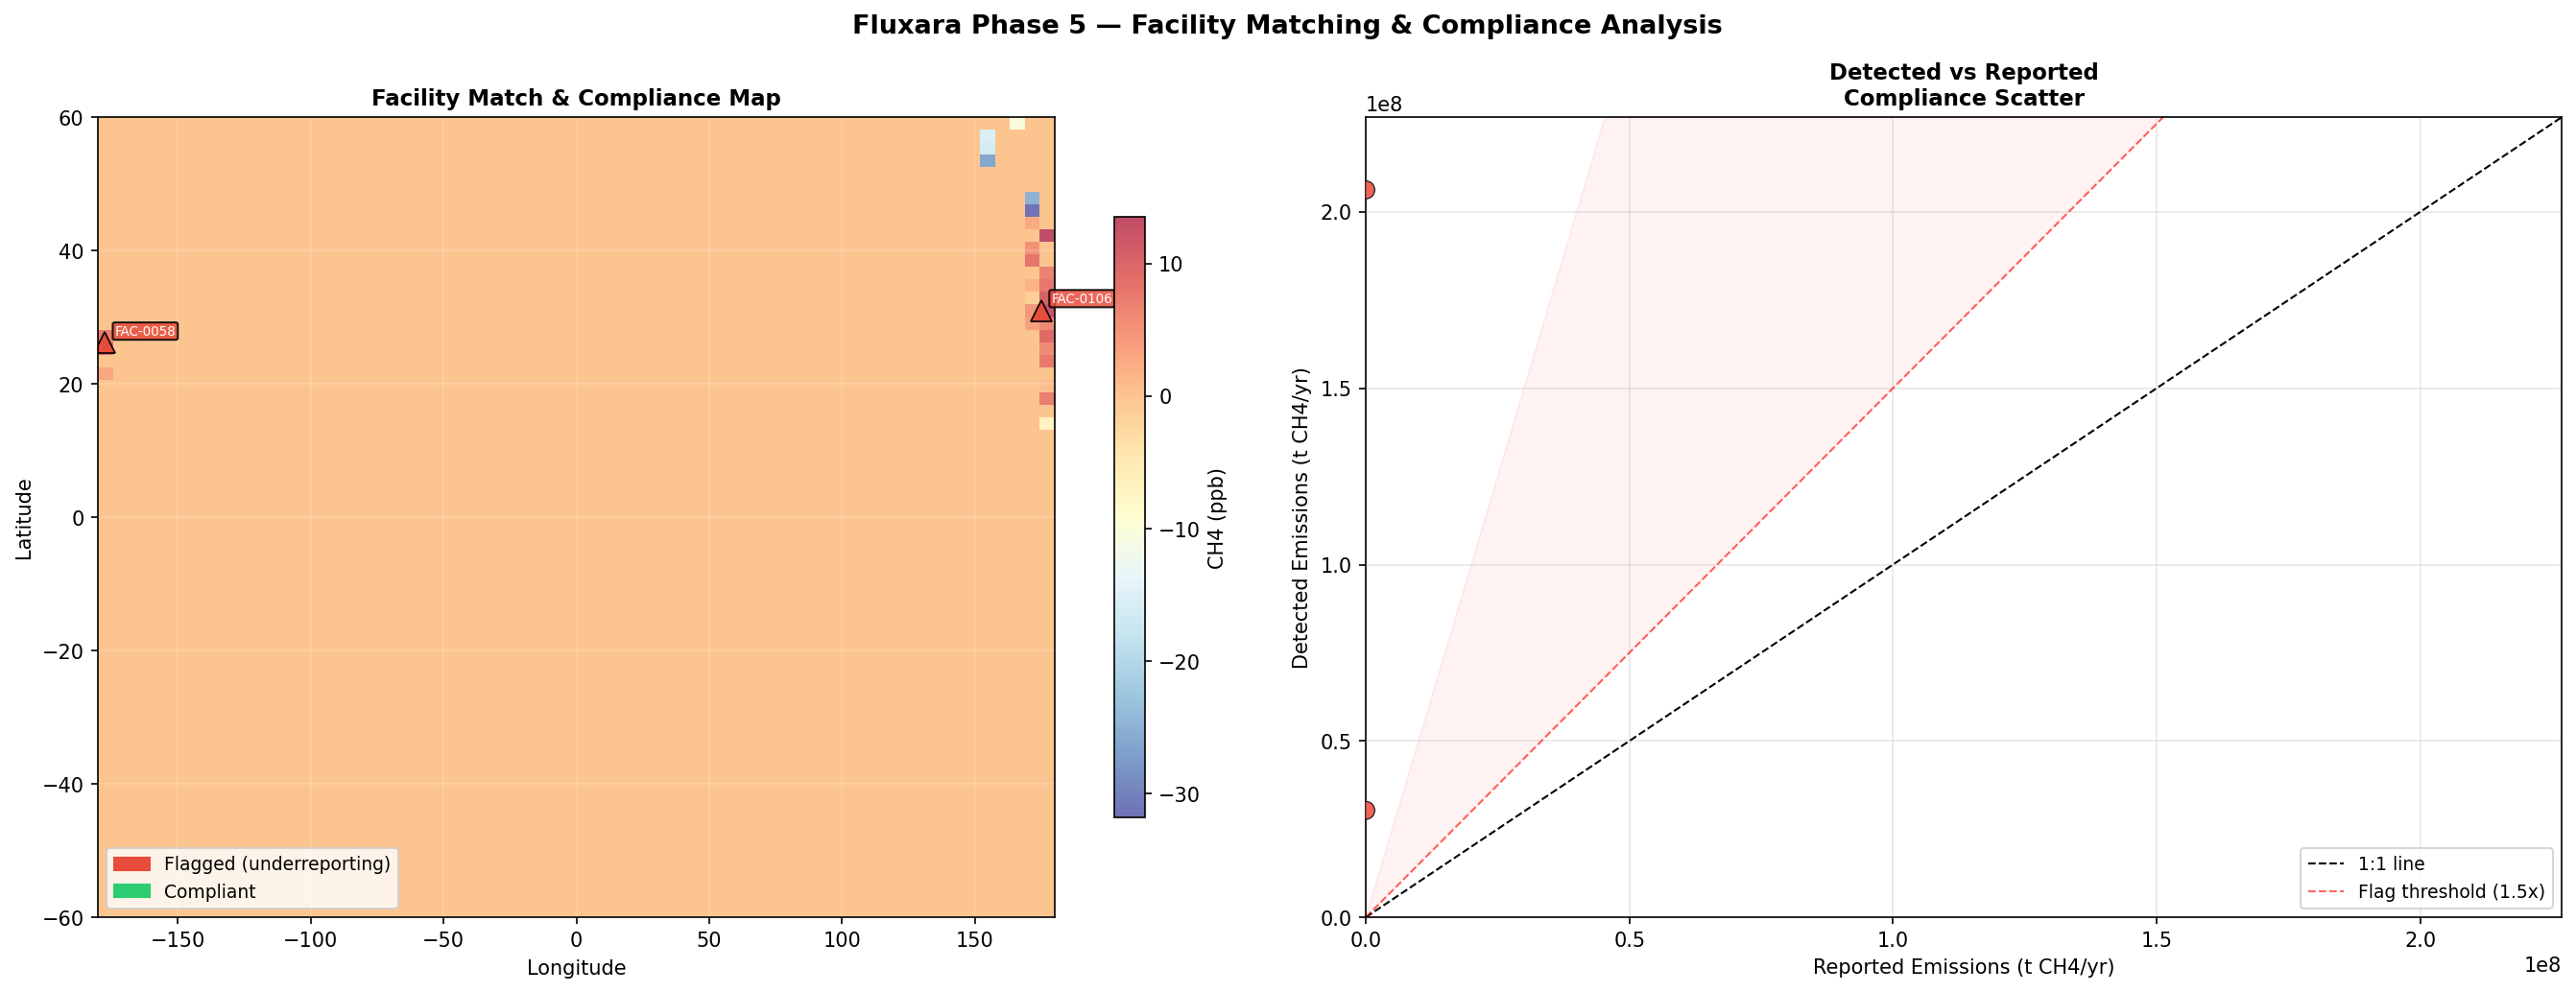 Fluxara Phase 5 — Facility Matching & Compliance Analysis
Facility Match & Compliance Map
60
40
20
0
−20
−40
−60
Latitude
−150
−100
−50
0
50
100
150
Longitude
FAC-0058
FAC-0106
Flagged (underreporting)
Compliant
10
0
−10
−20
−30
CH4 (ppb)
Detected vs Reported
Compliance Scatter
1e8
2.0
1.5
1.0
0.5
0.0
Detected Emissions (t CH4/yr)
0.0
0.5
1.0
1.5
2.0
1e8
Reported Emissions (t CH4/yr)
1:1 line
Flag threshold (1.5x)